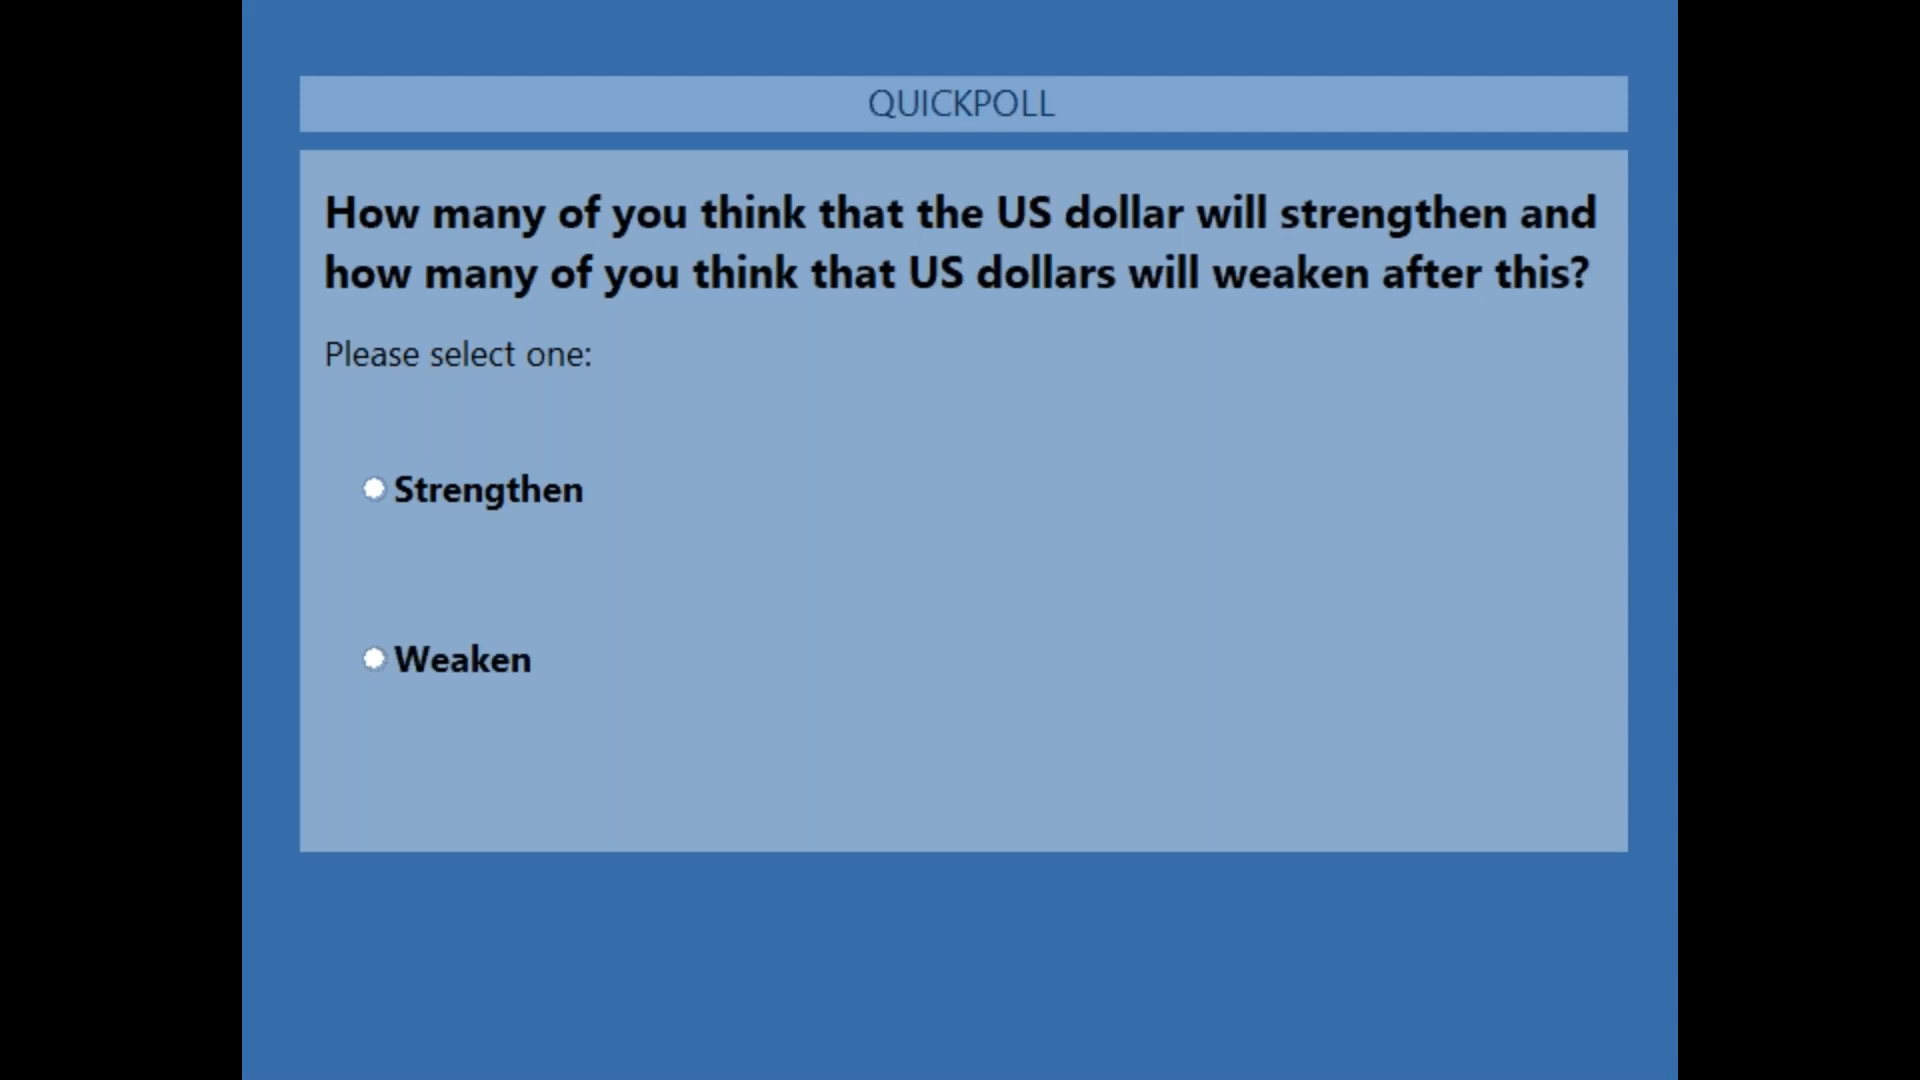 QUICKPOLL
How many of you think that the US dollar will strengthen and
how many of you think that US dollars will weaken after this?
Please select one:
Strengthen
Weaken